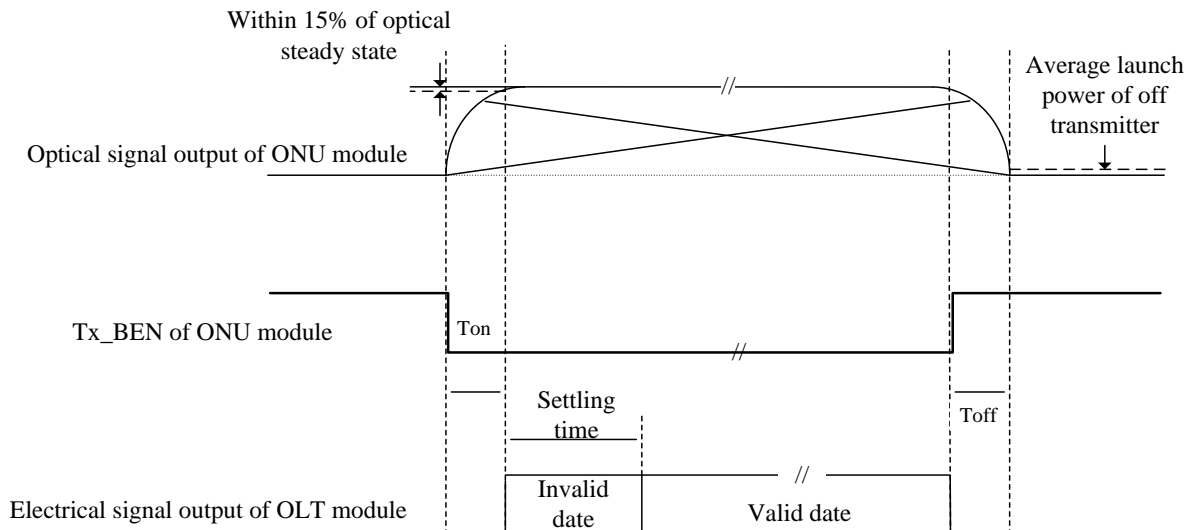 Within 15% of optical
steady state
Average launch
power of off
transmitter
Optical signal output of ONU module
Tx_BEN of ONU module
Ton
Settling
time
Toff
Electrical signal output of OLT module
Invalid
date
Valid date